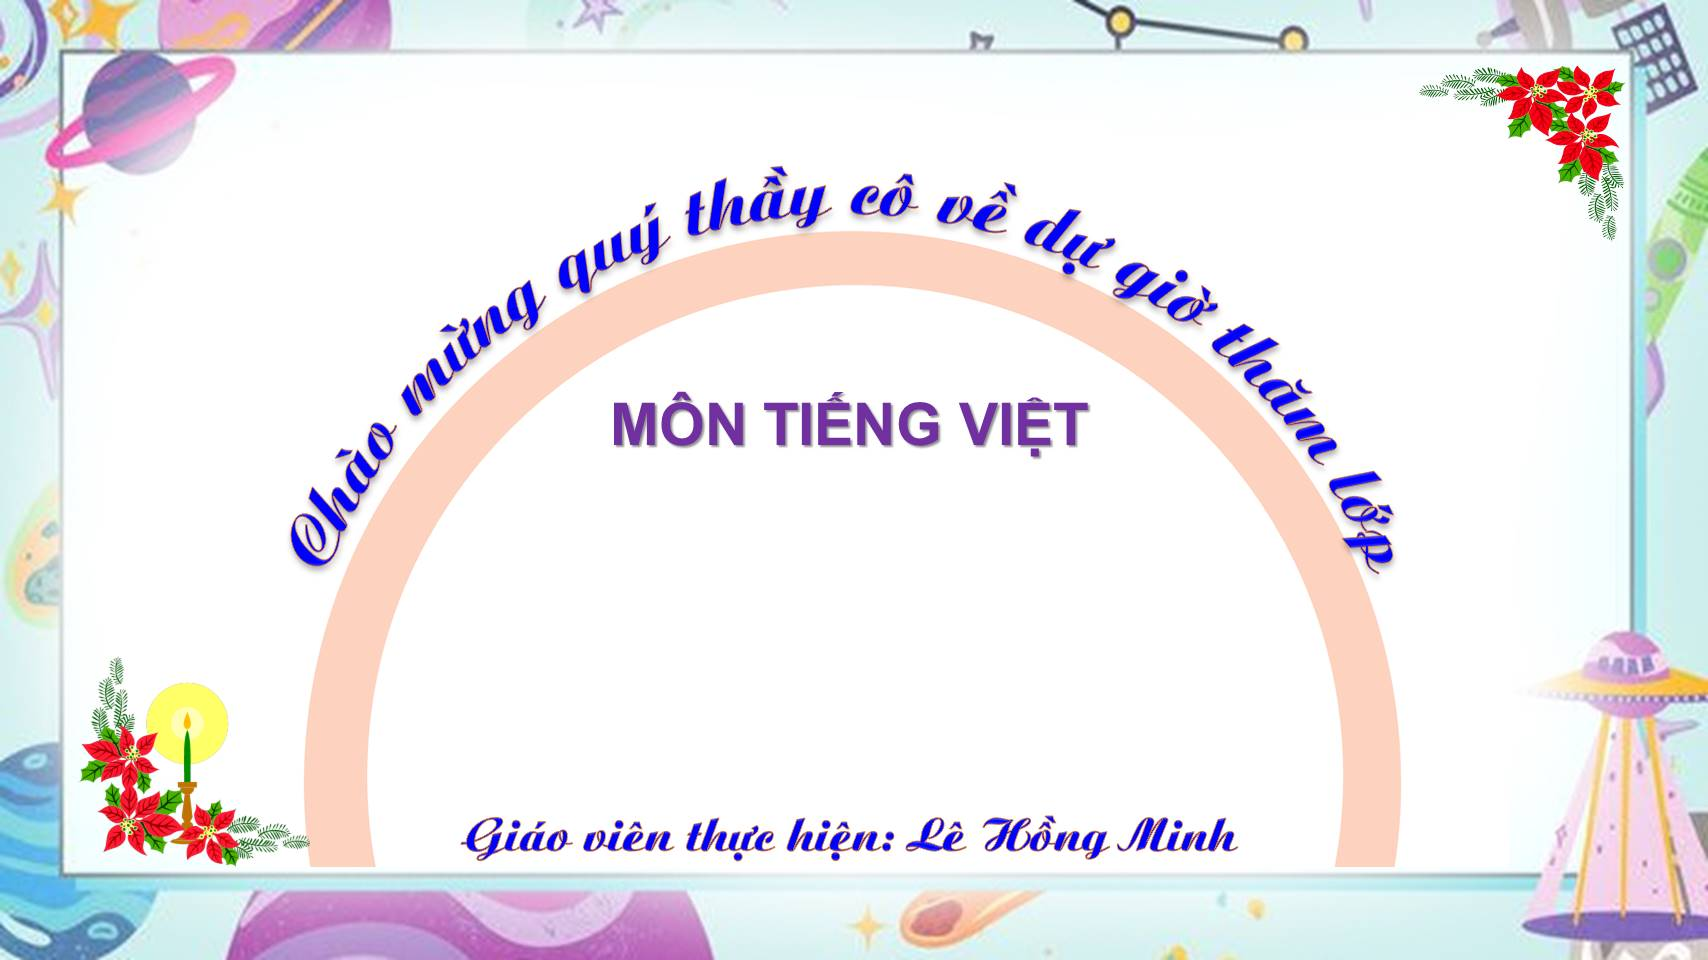 Chào mừng quý thầy cô về dự giờ thăm lớp
MÔN TIẾNG VIỆT
Giáo viên thực hiện: Lê Hồng Minh